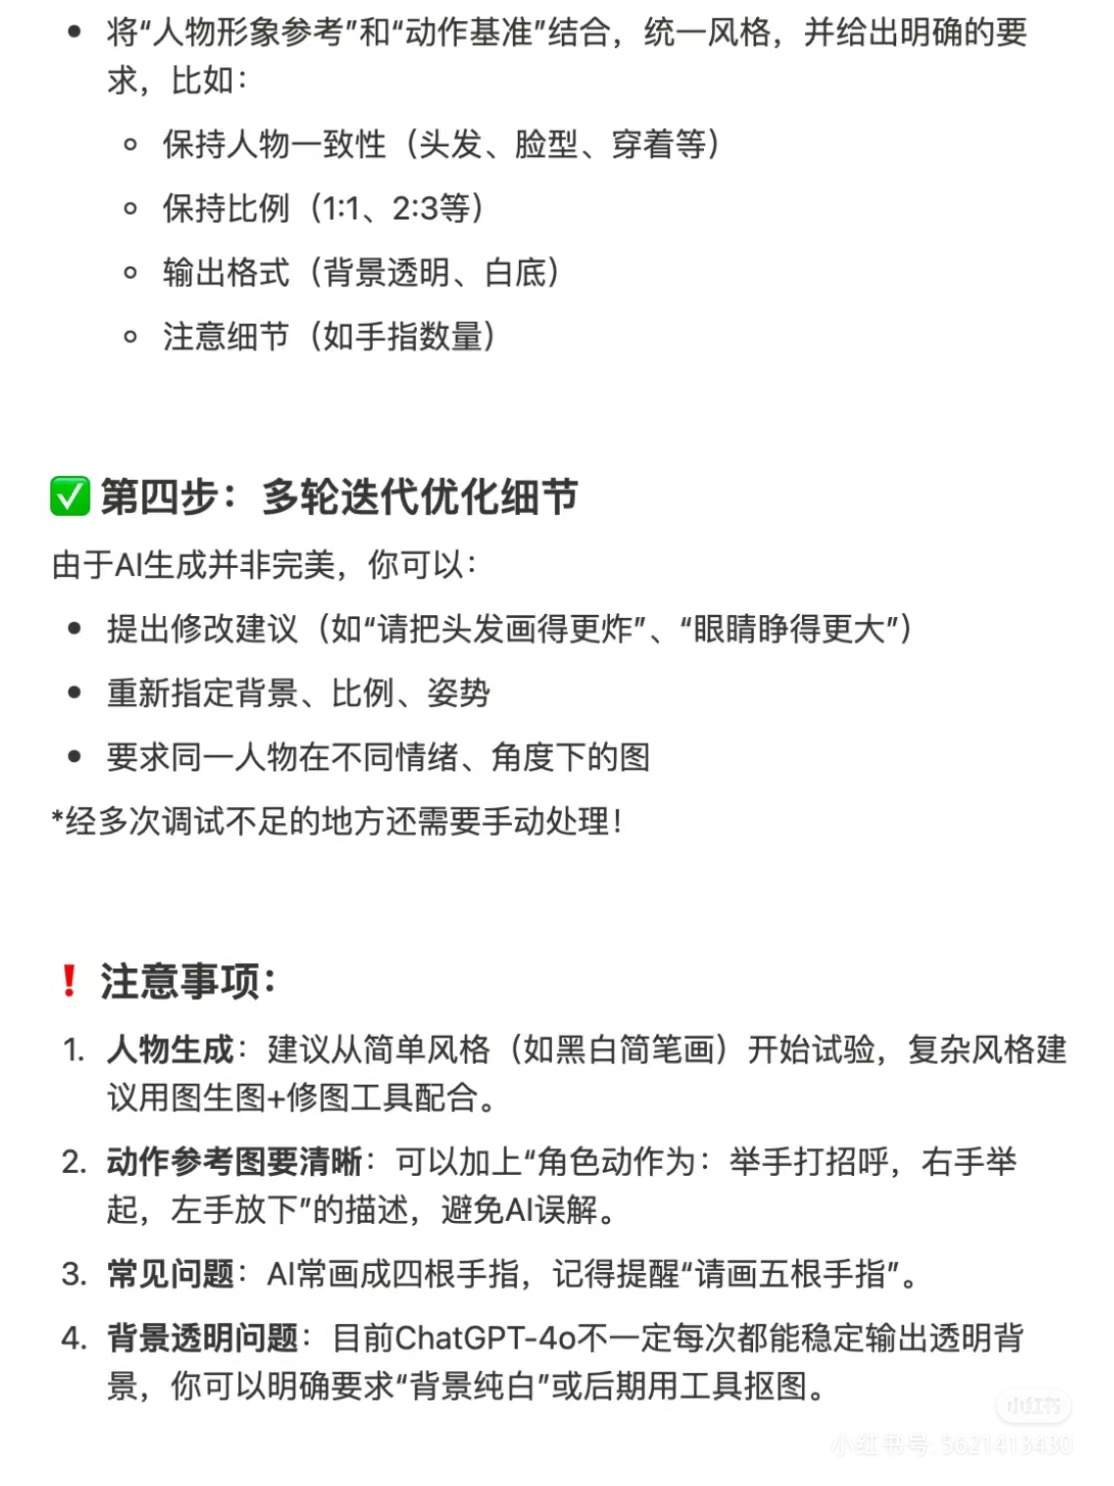 • 将“人物形象参考”和“动作基准”结合，统一风格，并给出明确的要
求，比如：
◦ 保持人物一致性（头发、脸型、穿着等）
◦ 保持比例（1:1、2:3等）
◦ 输出格式（背景透明、白底）
◦ 注意细节（如手指数量）
✅ 第四步：多轮迭代优化细节
由于AI生成并非完美，你可以：
• 提出修改建议（如“请把头发画得更炸”、“眼睛睁得更大”）
• 重新指定背景、比例、姿势
• 要求同一人物在不同情绪、角度下的图
*经多次调试不足的地方还需要手动处理！
❗ 注意事项：
1. 人物生成：建议从简单风格（如黑白简笔画）开始试验，复杂风格建
议用图生图+修图工具配合。
2. 动作参考图要清晰：可以加上“角色动作为：举手打招呼，右手举
起，左手放下”的描述，避免AI误解。
3. 常见问题：AI常画成四根手指，记得提醒“请画五根手指”。
4. 背景透明问题：目前ChatGPT-4o不一定每次都能稳定输出透明背
景，你可以明确要求“背景纯白”或后期用工具抠图。
小红书
小红书号: 5621413430